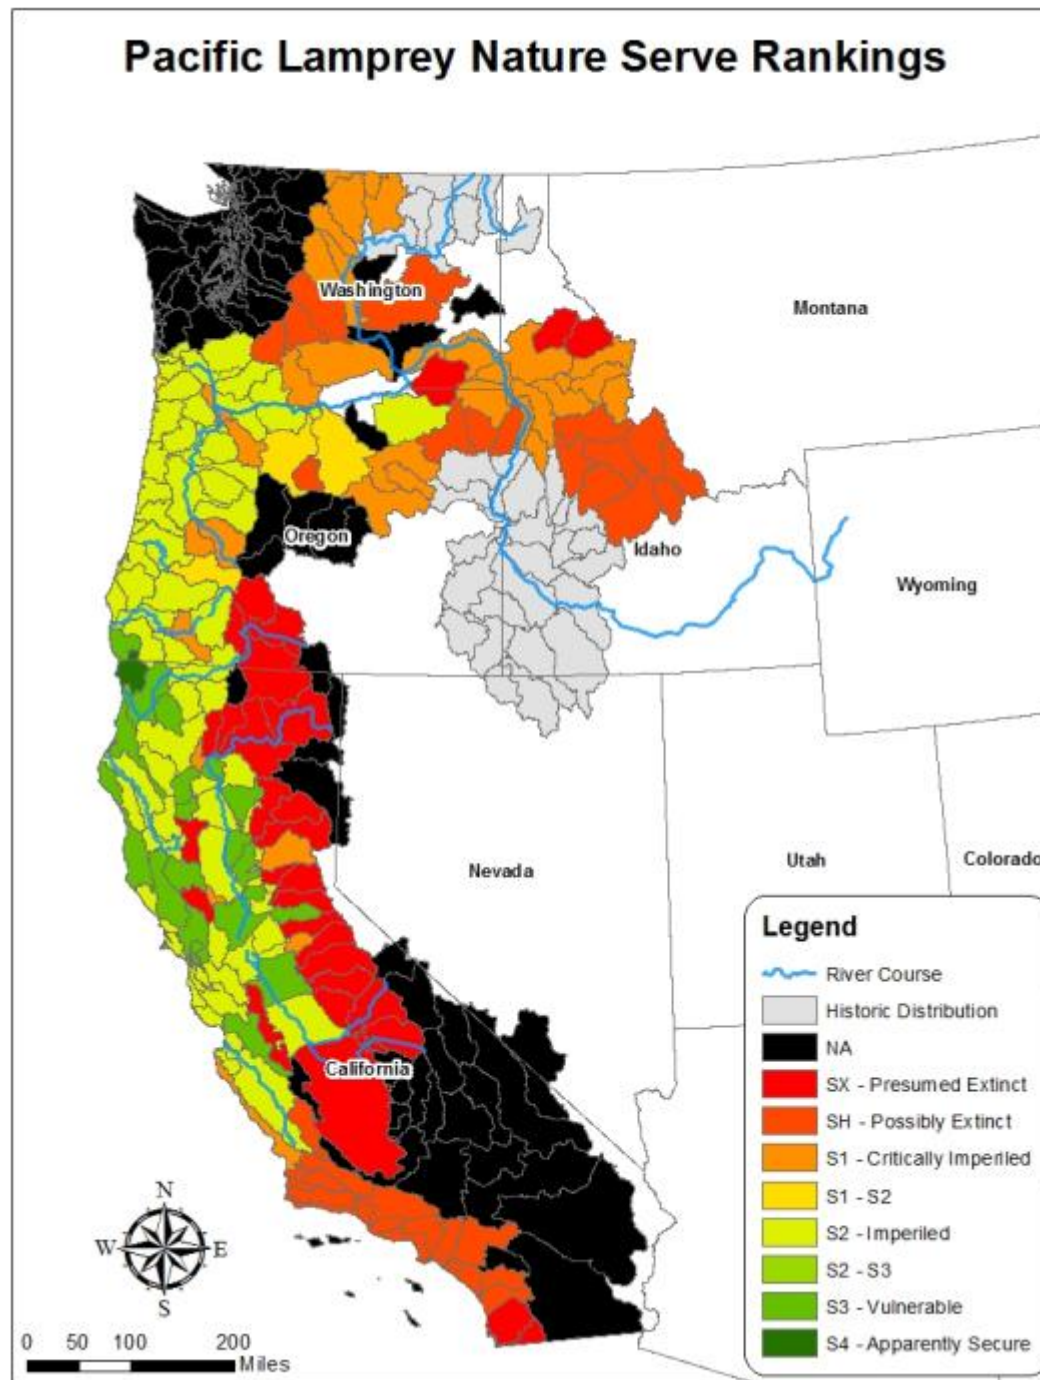 Pacific Lamprey Nature Serve Rankings
Washington
Montana
Oregon
Idaho
Wyoming
Nevada
Utah
Colorado
California
Legend
River Course
Historic Distribution
NA
SX - Presumed Extinct
SH - Possibly Extinct
S1 - Critically Imperiled
S1 - S2
S2 - Imperiled
S2 - S3
S3 - Vulnerable
S4 - Apparently Secure
N
W E
S
0 50 100 200
Miles